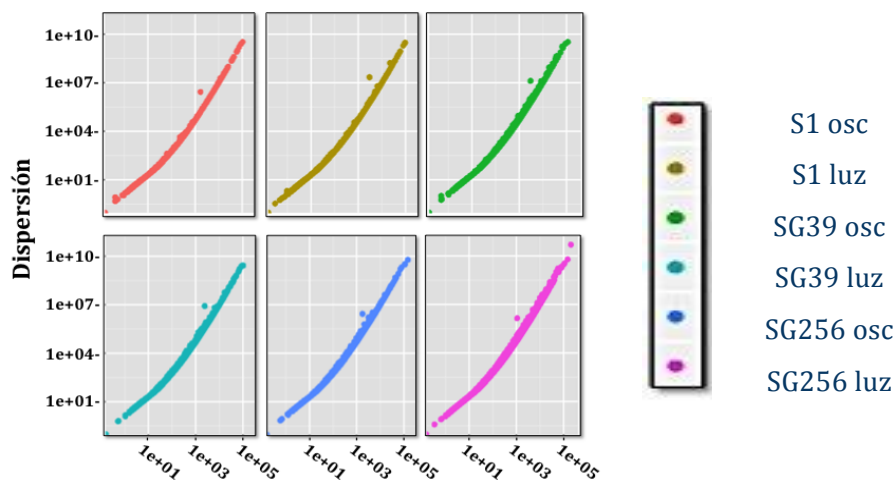 Dispersión
1e+10-
1e+07-
1e+04-
1e+01-
1e+10-
1e+07-
1e+04-
1e+01-
1e+01
1e+03
1e+05
1e+01
1e+03
1e+05
1e+01
1e+03
1e+05
S1 osc
S1 luz
SG39 osc
SG39 luz
SG256 osc
SG256 luz